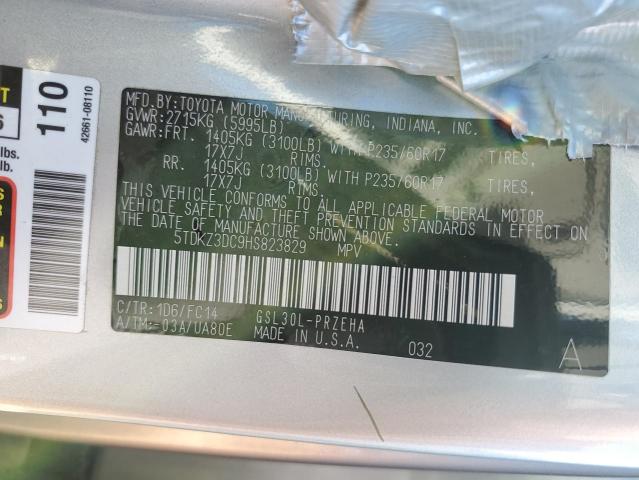 110
42661-08110
lbs.
lb.
MFD.BY:TOYOTA MOTOR MANUFACTURING, INDIANA, INC.
GVWR:2715KG (5995LB)
GAWR:FRT. 1405KG (3100LB) WITH P235/60R17 TIRES,
17X7J RIMS.
RR. 1405KG (3100LB) WITH P235/60R17 TIRES,
17X7J RIMS.
THIS VEHICLE CONFORMS TO ALL APPLICABLE FEDERAL MOTOR
VEHICLE SAFETY AND THEFT PREVENTION STANDARDS IN EFFECT ON
THE DATE OF MANUFACTURE SHOWN ABOVE.
5TDKZ3DC9HS823829 MPV
C/TR:1D6/FC14 GSL30L-PRZEHA
A/TM:-03A/UA80E MADE IN U.S.A.
032 A